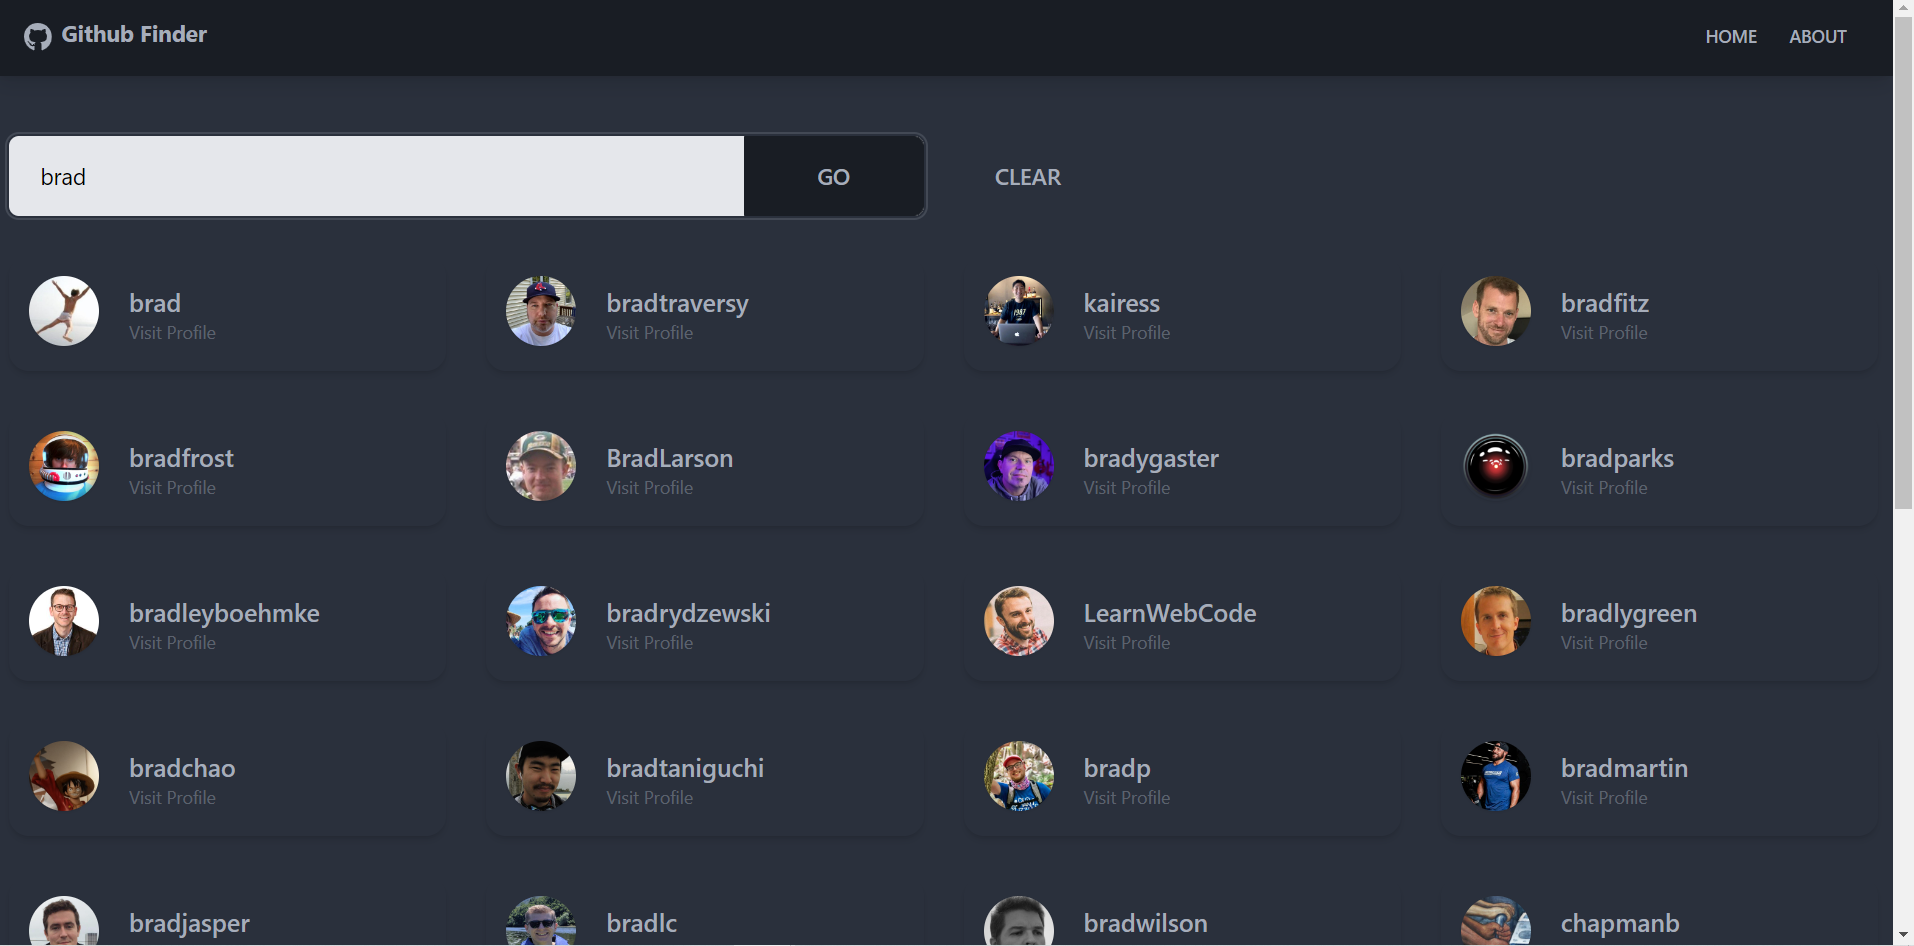 Github Finder
HOME ABOUT
brad GO CLEAR
brad bradtraversy kairess bradfitz
Visit Profile Visit Profile Visit Profile Visit Profile
bradfrost BradLarson bradygaster bradparks
Visit Profile Visit Profile Visit Profile Visit Profile
bradleyboehmke bradrydzewski LearnWebCode bradlygreen
Visit Profile Visit Profile Visit Profile Visit Profile
bradchao bradtaniguchi bradp bradmartin
Visit Profile Visit Profile Visit Profile Visit Profile
bradjasper bradlc bradwilson chapmanb